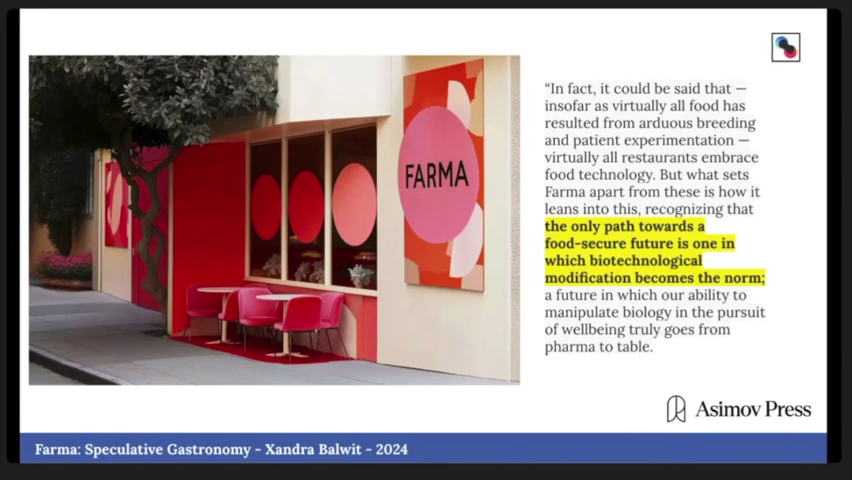 FARMA
“In fact, it could be said that —
insofar as virtually all food has
resulted from arduous breeding
and patient experimentation —
virtually all restaurants embrace
food technology. But what sets
Farma apart from these is how it
leans into this, recognizing that
the only path towards a
food-secure future is one in
which biotechnological
modification becomes the norm;
a future in which our ability to
manipulate biology in the pursuit
of wellbeing truly goes from
pharma to table.
Asimov Press
Farma: Speculative Gastronomy - Xandra Balwit - 2024